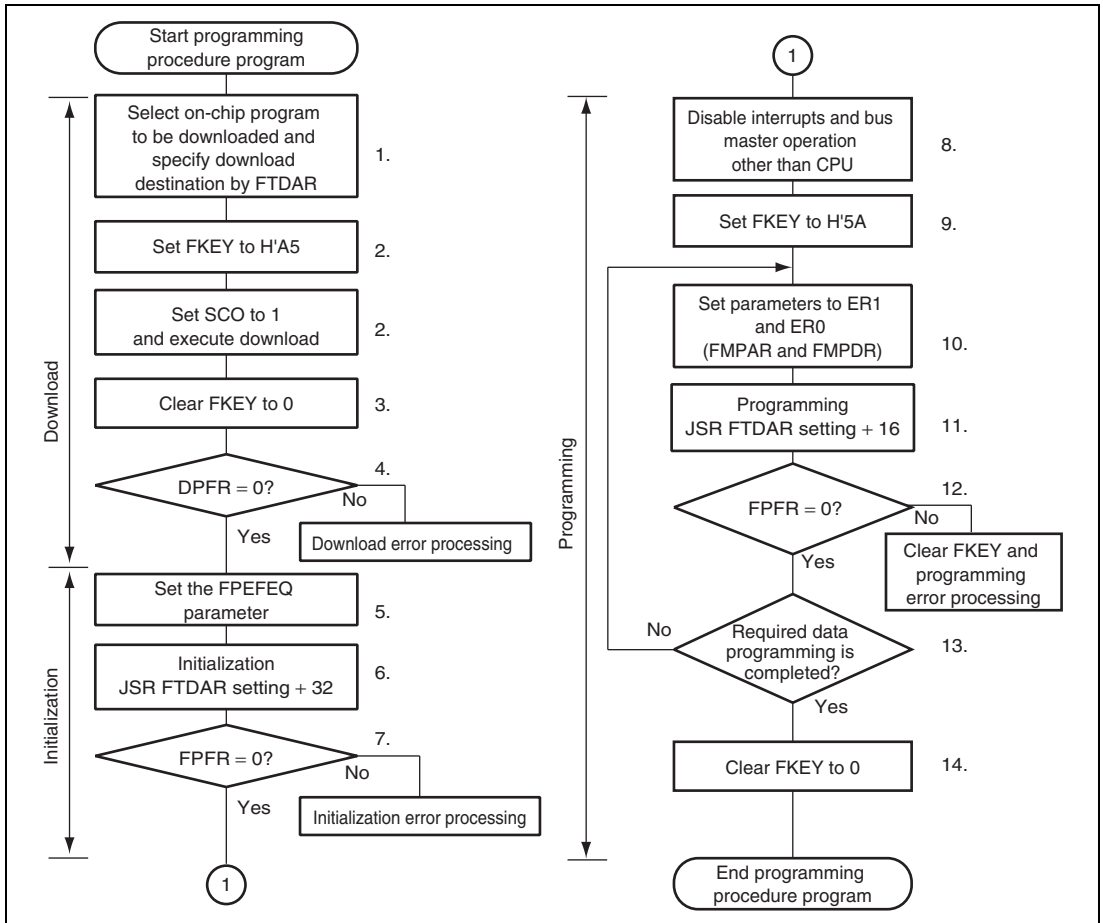 Start programming
procedure program
Download
Select on-chip program
to be downloaded and
specify download
destination by FTDAR
1.
Set FKEY to H'A5
2.
Set SCO to 1
and execute download
2.
Clear FKEY to 0
3.
DPFR = 0?
4.
No
Yes
Download error processing
Initialization
Set the FPEFEQ
parameter
5.
Initialization
JSR FTDAR setting + 32
6.
FPFR = 0?
7.
No
Yes
Initialization error processing
1
1
Programming
Disable interrupts and bus
master operation
other than CPU
8.
Set FKEY to H'5A
9.
Set parameters to ER1
and ER0
(FMPAR and FMPDR)
10.
Programming
JSR FTDAR setting + 16
11.
FPFR = 0?
12.
No
Yes
Clear FKEY and
programming
error processing
No
Required data
programming is
completed?
13.
Yes
Clear FKEY to 0
14.
End programming
procedure program